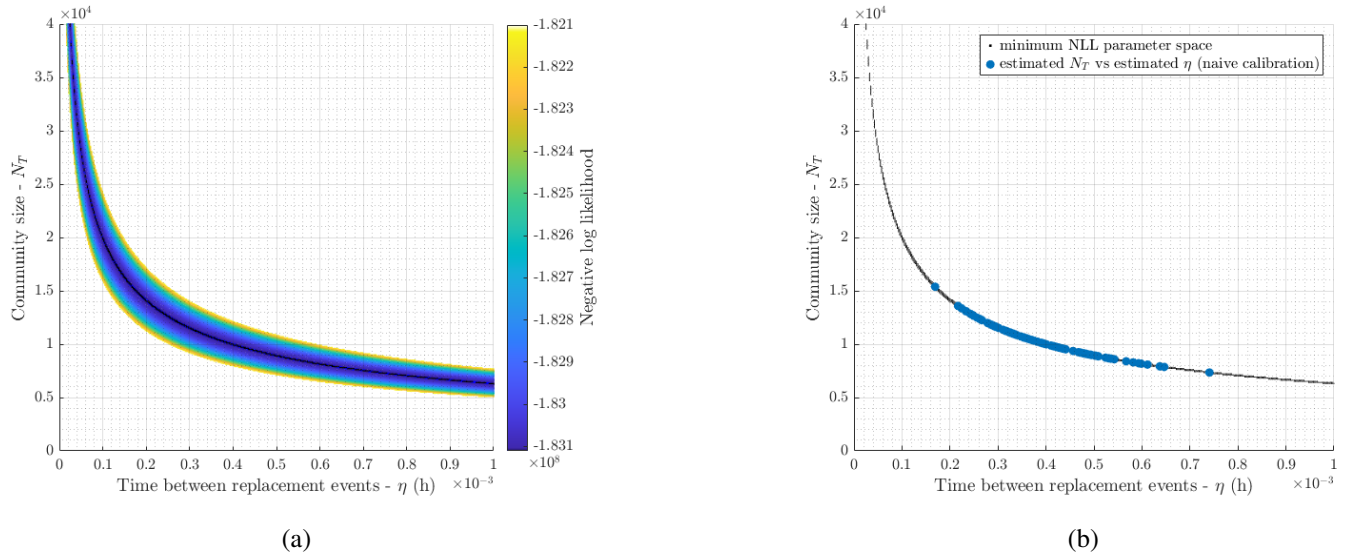 ×10⁴
4
3.5
3
2.5
2
1.5
1
0.5
0
Community size - N_T
0 0.1 0.2 0.3 0.4 0.5 0.6 0.7 0.8 0.9 1
Time between replacement events - η (h) ×10⁻³
-1.821
-1.822
-1.823
-1.824
-1.825
-1.826
-1.827
-1.828
-1.829
-1.83
-1.831
×10⁸
Negative log likelihood
(a)
×10⁴
4
3.5
3
2.5
2
1.5
1
0.5
0
Community size - N_T
minimum NLL parameter space
estimated N_T vs estimated η (naive calibration)
0 0.1 0.2 0.3 0.4 0.5 0.6 0.7 0.8 0.9 1
Time between replacement events - η (h) ×10⁻³
(b)